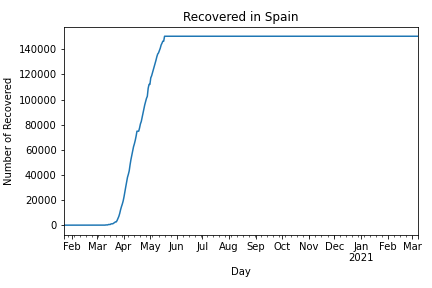 Recovered in Spain
Number of Recovered
140000
120000
100000
80000
60000
40000
20000
0
Feb Mar Apr May Jun Jul Aug Sep Oct Nov Dec Jan Feb Mar
2021
Day